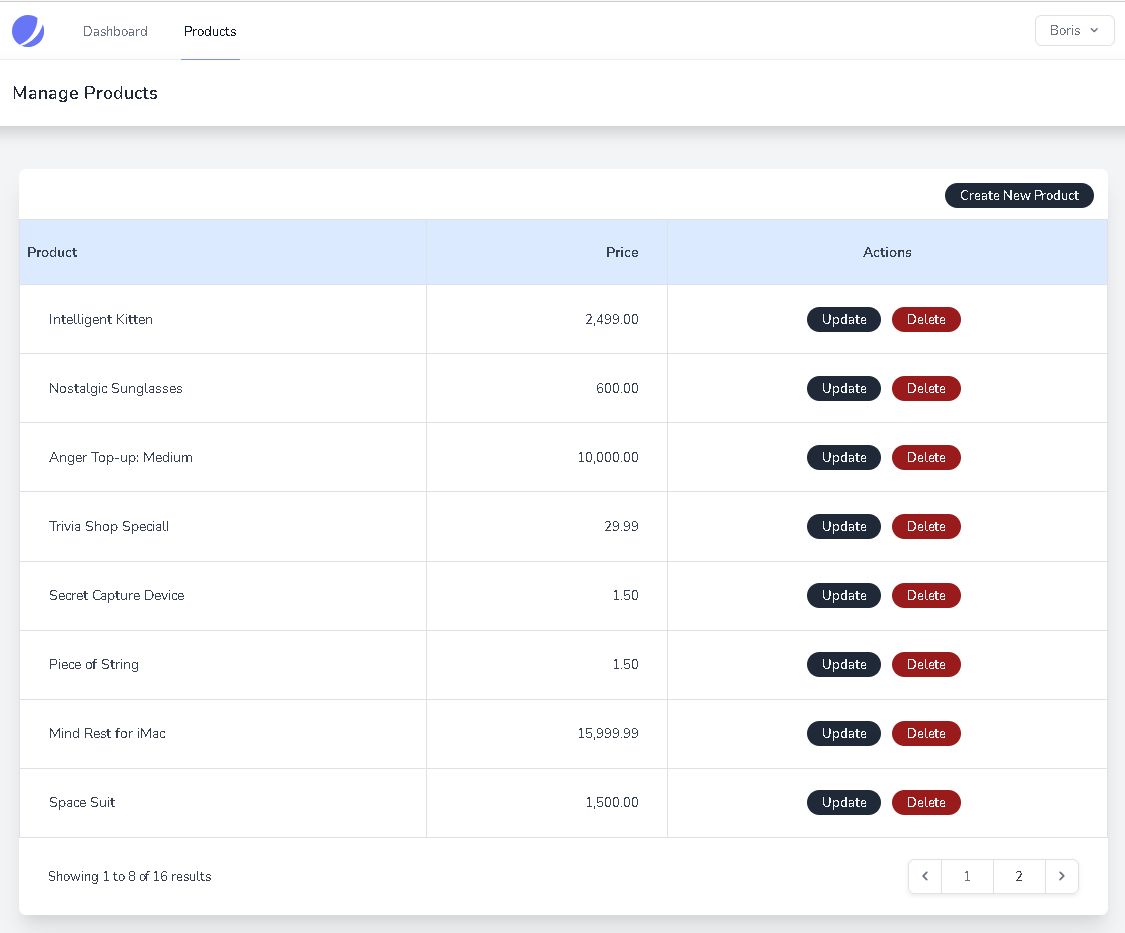 Dashboard Products Boris
Manage Products
Create New Product
Product Price Actions
Intelligent Kitten 2,499.00 Update Delete
Nostalgic Sunglasses 600.00 Update Delete
Anger Top-up: Medium 10,000.00 Update Delete
Trivia Shop Speciall 29.99 Update Delete
Secret Capture Device 1.50 Update Delete
Piece of String 1.50 Update Delete
Mind Rest for iMac 15,999.99 Update Delete
Space Suit 1,500.00 Update Delete
Showing 1 to 8 of 16 results 1 2